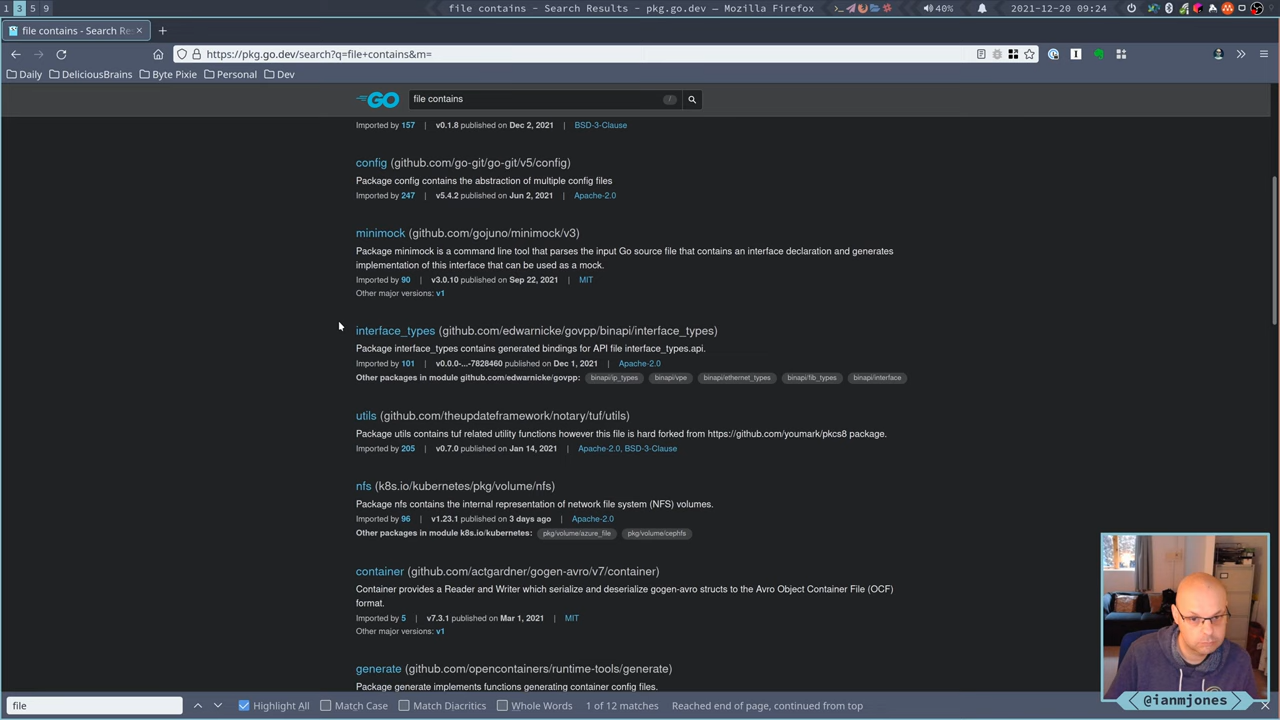 1 3 5 9
file contains - Search Results - pkg.go.dev — Mozilla Firefox
40%
2021-12-20 09:24
file contains - Search Res
https://pkg.go.dev/search?q=file+contains&m=
Daily
DeliciousBrains
Byte Pixie
Personal
Dev
GO
file contains
/
Imported by 157 | v0.1.8 published on Dec 2, 2021 | BSD-3-Clause
config (github.com/go-git/go-git/v5/config)
Package config contains the abstraction of multiple config files
Imported by 247 | v5.4.2 published on Jun 2, 2021 | Apache-2.0
minimock (github.com/gojuno/minimock/v3)
Package minimock is a command line tool that parses the input Go source file that contains an interface declaration and generates
implementation of this interface that can be used as a mock.
Imported by 90 | v3.0.10 published on Sep 22, 2021 | MIT
Other major versions: v1
interface_types (github.com/edwarnicke/govpp/binapi/interface_types)
Package interface_types contains generated bindings for API file interface_types.api.
Imported by 101 | v0.0.0-...-7828460 published on Dec 1, 2021 | Apache-2.0
Other packages in module github.com/edwarnicke/govpp: binapi/ip_types binapi/vpe binapi/ethernet_types binapi/fib_types binapi/interface
utils (github.com/theupdateframework/notary/tuf/utils)
Package utils contains tuf related utility functions however this file is hard forked from https://github.com/youmark/pkcs8 package.
Imported by 205 | v0.7.0 published on Jan 14, 2021 | Apache-2.0, BSD-3-Clause
nfs (k8s.io/kubernetes/pkg/volume/nfs)
Package nfs contains the internal representation of network file system (NFS) volumes.
Imported by 96 | v1.23.1 published on 3 days ago | Apache-2.0
Other packages in module k8s.io/kubernetes: pkg/volume/azure_file pkg/volume/cephfs
container (github.com/actgardner/gogen-avro/v7/container)
Container provides a Reader and Writer which serialize and deserialize gogen-avro structs to the Avro Object Container File (OCF)
format.
Imported by 5 | v7.3.1 published on Mar 1, 2021 | MIT
Other major versions: v1
generate (github.com/opencontainers/runtime-tools/generate)
Package generate implements functions generating container config files.
@ianmjones
file
Highlight All
Match Case
Match Diacritics
Whole Words
1 of 12 matches
Reached end of page, continued from top